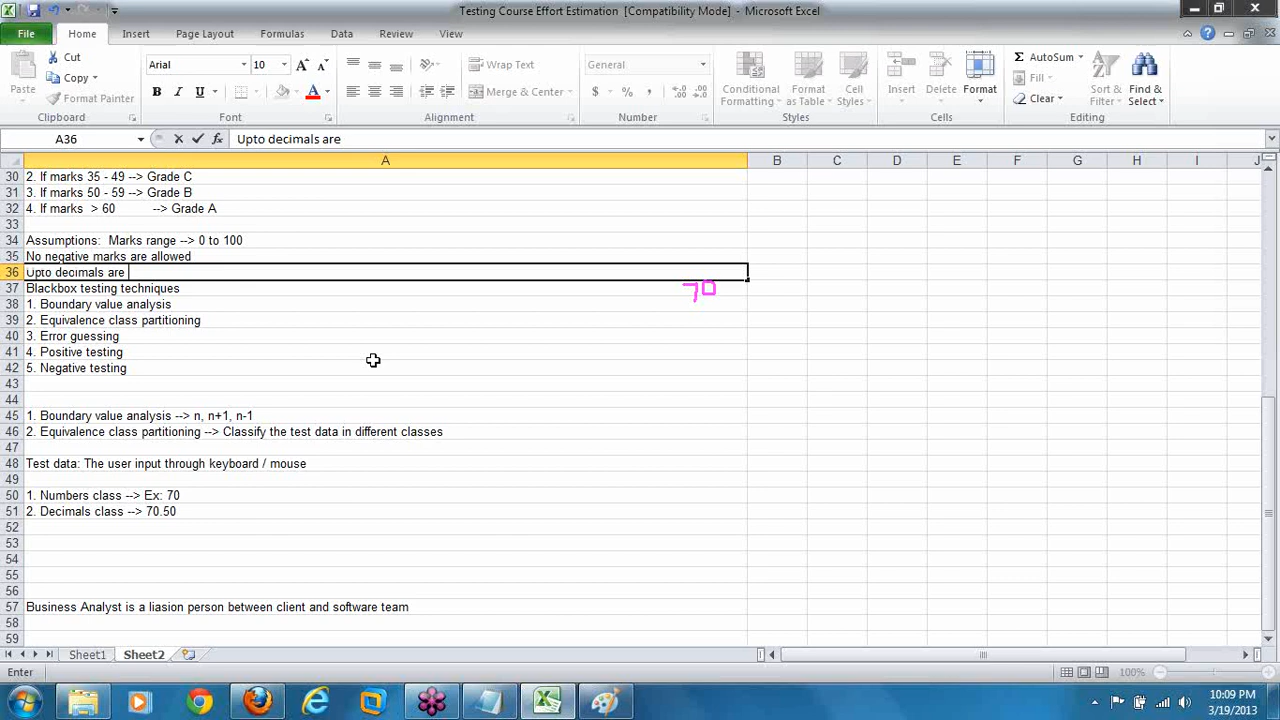 Testing Course Effort Estimation [Compatibility Mode] - Microsoft Excel
File Home Insert Page Layout Formulas Data Review View
Paste Cut Copy Format Painter Clipboard
Arial 10 A A B I U A Font
Wrap Text Merge & Center Alignment
General $ % , Number
Conditional Formatting Format as Table Cell Styles Styles
Insert Delete Format Cells
Σ AutoSum Fill Clear Sort & Filter Find & Select Editing
A36 fx Upto decimals are
A B C D E F G H I J
30 2. If marks 35 - 49 --> Grade C
31 3. If marks 50 - 59 --> Grade B
32 4. If marks > 60 --> Grade A
33
34 Assumptions: Marks range --> 0 to 100
35 No negative marks are allowed
36 Upto decimals are
37 Blackbox testing techniques 70
38 1. Boundary value analysis
39 2. Equivalence class partitioning
40 3. Error guessing
41 4. Positive testing
42 5. Negative testing
43
44
45 1. Boundary value analysis --> n, n+1, n-1
46 2. Equivalence class partitioning --> Classify the test data in different classes
47
48 Test data: The user input through keyboard / mouse
49
50 1. Numbers class --> Ex: 70
51 2. Decimals class --> 70.50
52
53
54
55
56
57 Business Analyst is a liasion person between client and software team
58
59
Sheet1 Sheet2
Enter 100%
10:09 PM
3/19/2013